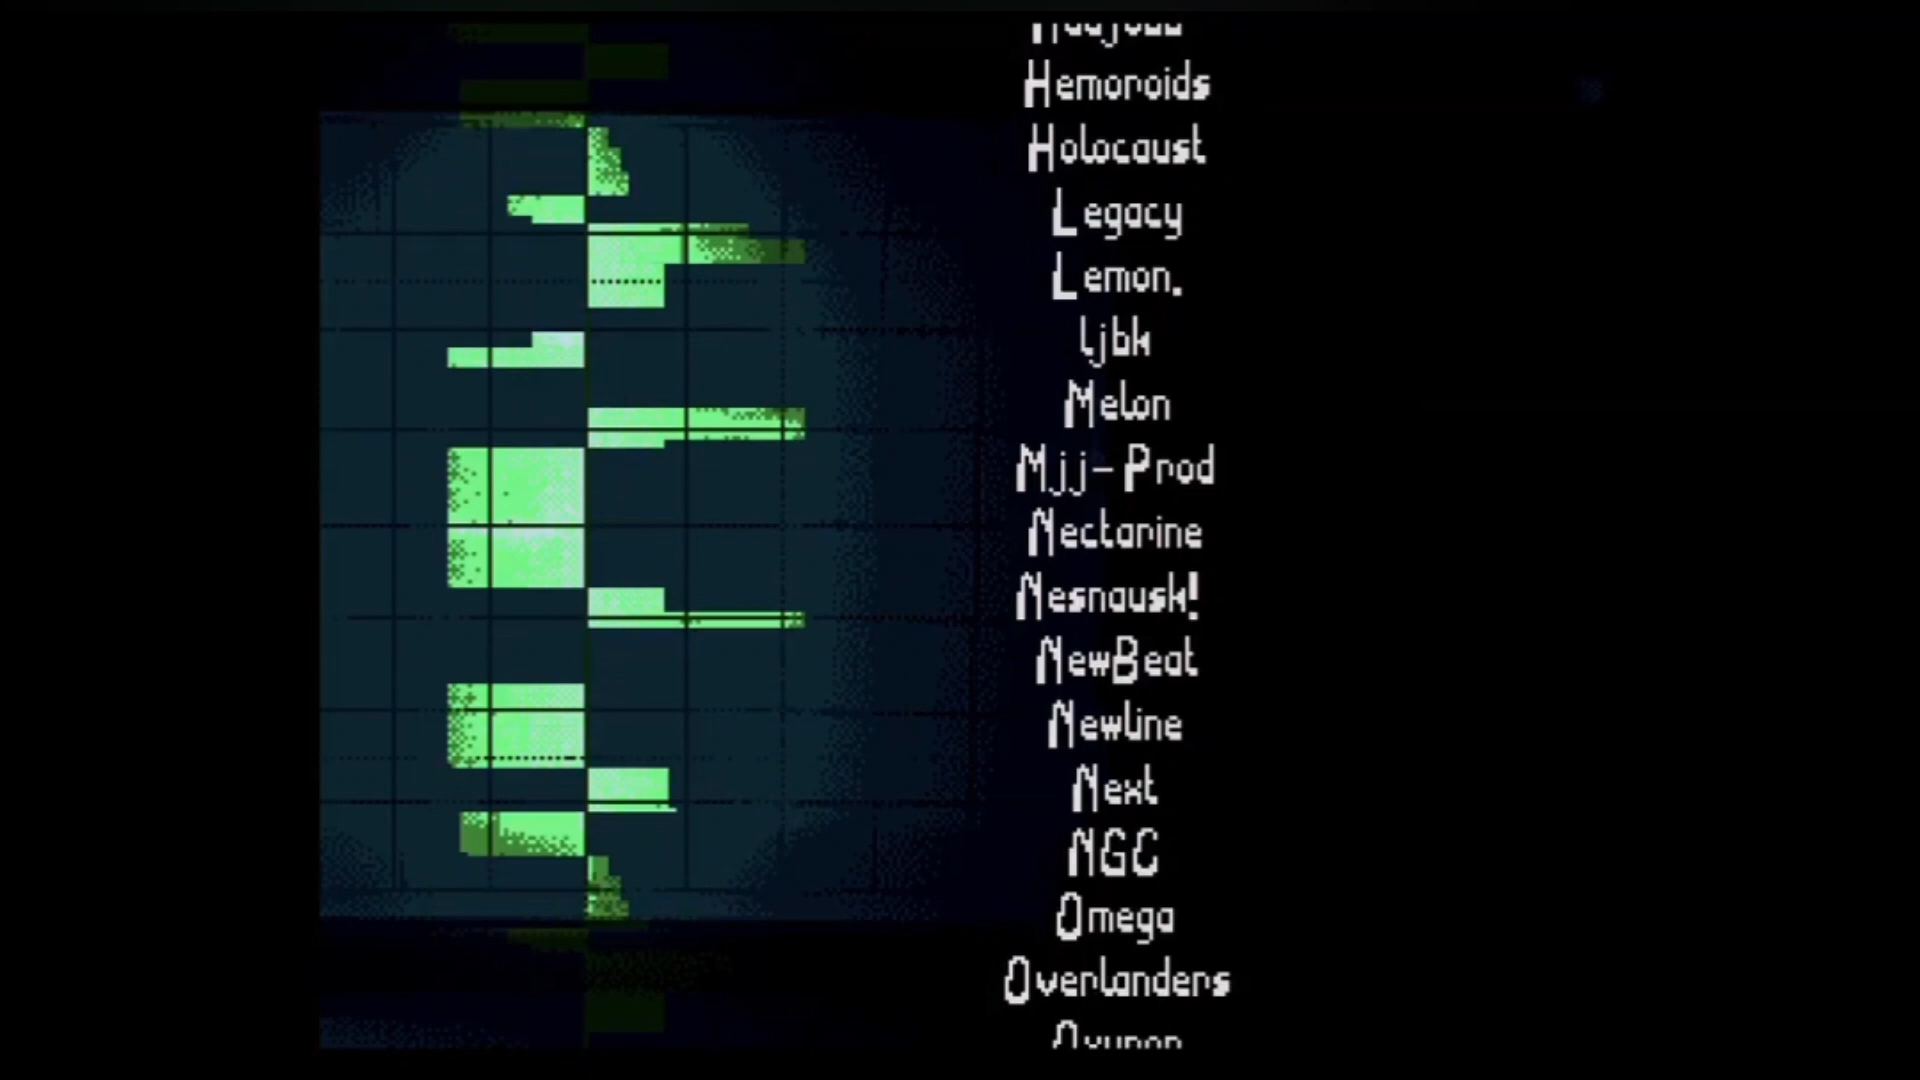 Hemoroids
Holocaust
Legacy
Lemon.
ljbk
Melon
Mjj-Prod
Nectarine
Nesnausk!
NewBeat
Newline
Next
NGC
Omega
Overlanders